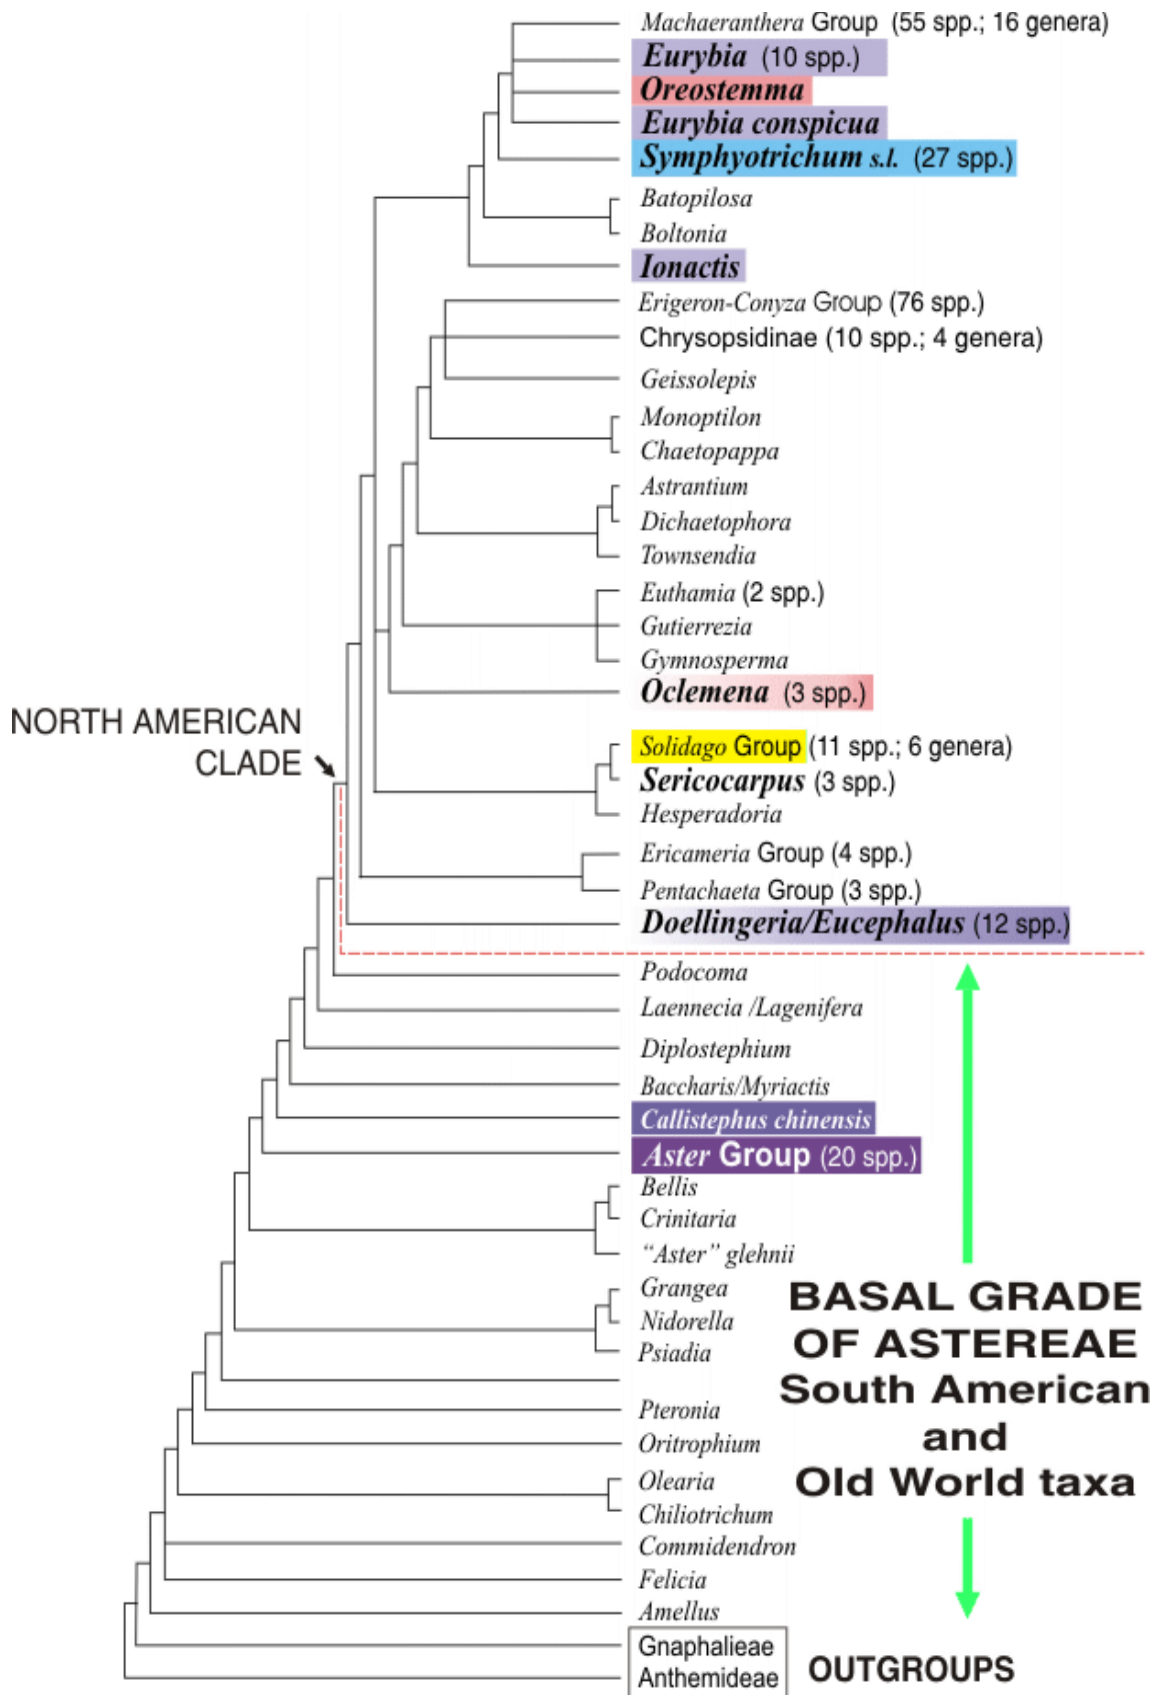 Machaeranthera Group (55 spp.; 16 genera)
Eurybia (10 spp.)
Oreostemma
Eurybia conspicua
Symphyotrichum s.l. (27 spp.)
Batopilosa
Boltonia
Ionactis
Erigeron-Conyza Group (76 spp.)
Chrysopsidinae (10 spp.; 4 genera)
Geissolepis
Monoptilon
Chaetopappa
Astrantium
Dichaetophora
Townsendia
Euthamia (2 spp.)
Gutierrezia
Gymnosperma
Oclemena (3 spp.)
NORTH AMERICAN
CLADE
Solidago Group (11 spp.; 6 genera)
Sericocarpus (3 spp.)
Hesperadoria
Ericameria Group (4 spp.)
Pentachaeta Group (3 spp.)
Doellingeria/Eucephalus (12 spp.)
Podocoma
Laennecia /Lagenifera
Diplostephium
Baccharis/Myriactis
Callistephus chinensis
Aster Group (20 spp.)
Bellis
Crinitaria
“Aster” glehnii
Grangea
Nidorella
Psiadia
BASAL GRADE
OF ASTEREAE
South American
and
Old World taxa
Pteronia
Oritrophium
Olearia
Chiliotrichum
Commidendron
Felicia
Amellus
Gnaphalieae
Anthemideae
OUTGROUPS